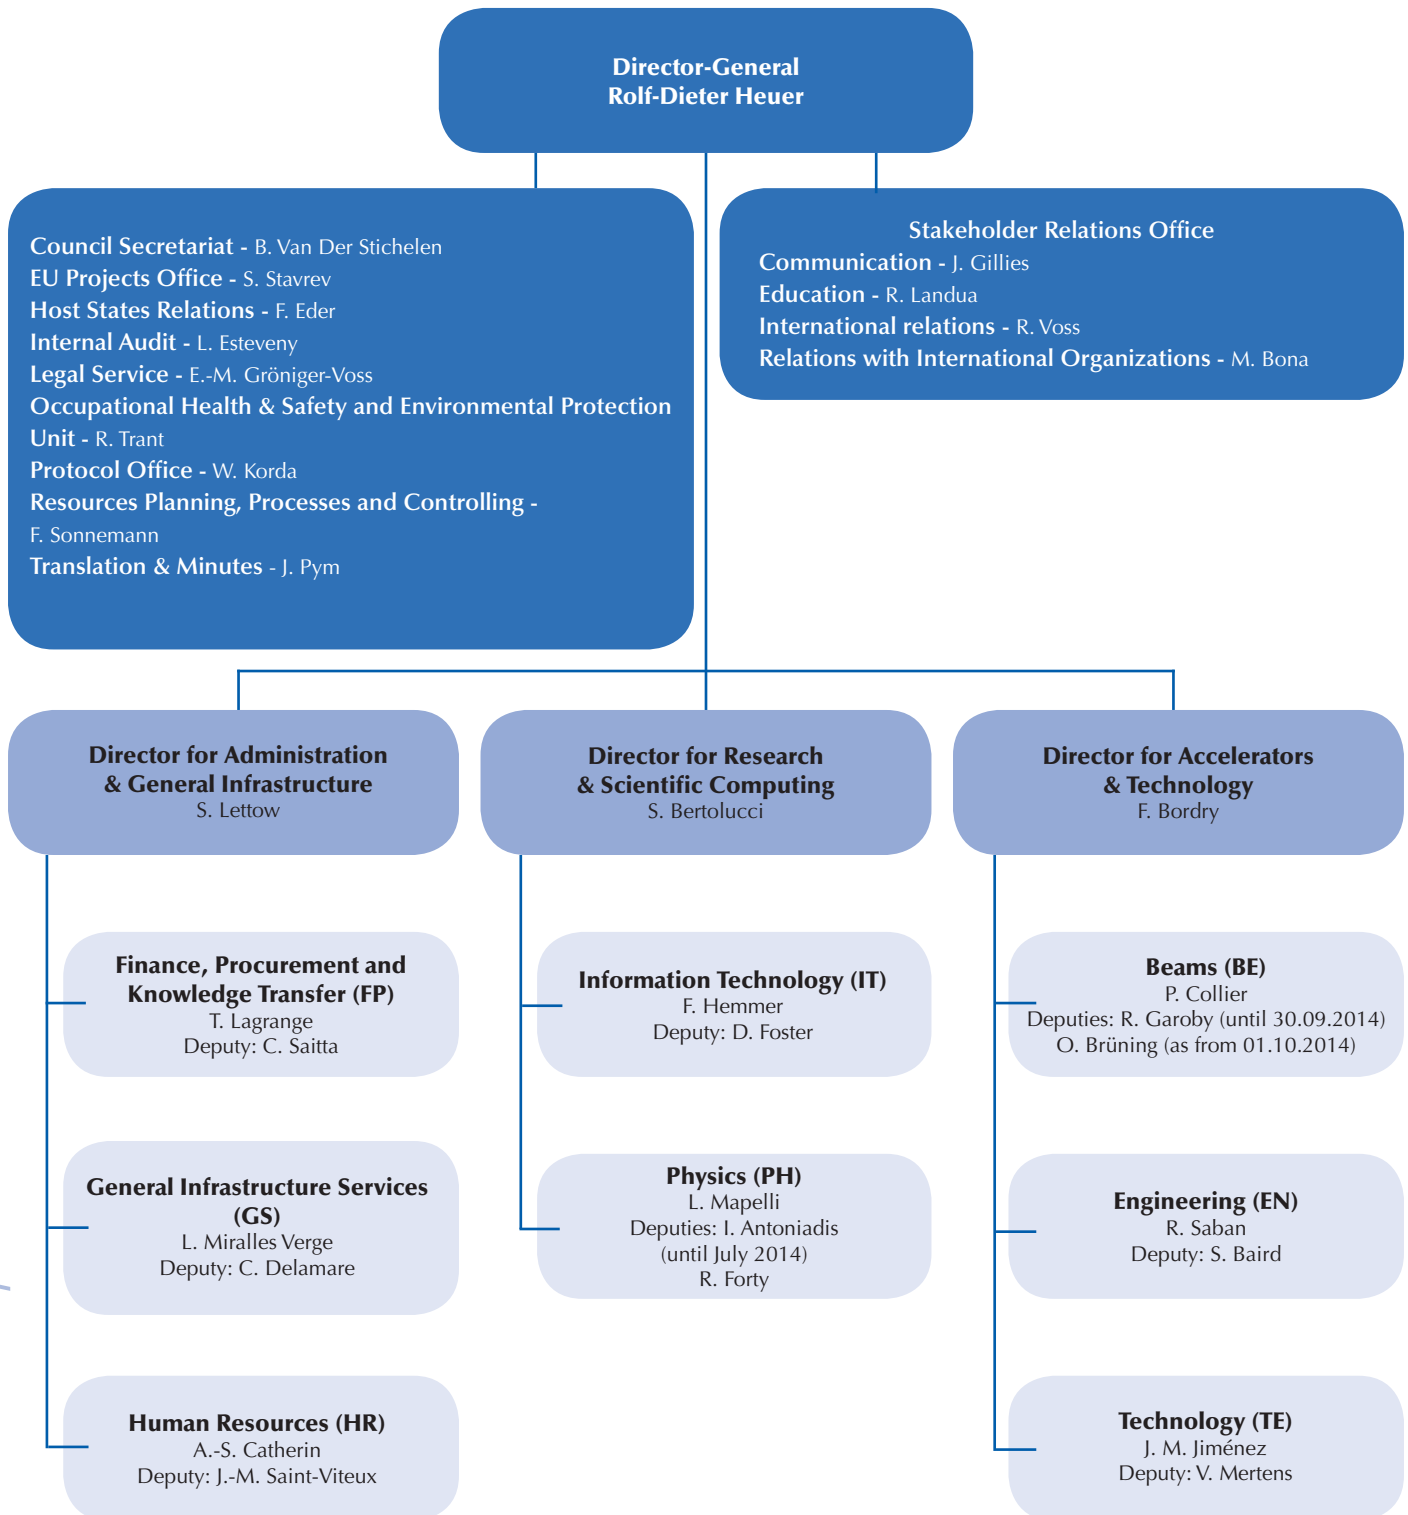 Director-General
Rolf-Dieter Heuer
Council Secretariat - B. Van Der Stichelen
EU Projects Office - S. Stavrev
Host States Relations - F. Eder
Internal Audit - L. Esteveny
Legal Service - E.-M. Gröniger-Voss
Occupational Health & Safety and Environmental Protection
Unit - R. Trant
Protocol Office - W. Korda
Resources Planning, Processes and Controlling -
F. Sonnemann
Translation & Minutes - J. Pym
Stakeholder Relations Office
Communication - J. Gillies
Education - R. Landua
International relations - R. Voss
Relations with International Organizations - M. Bona
Director for Administration
& General Infrastructure
S. Lettow
Finance, Procurement and
Knowledge Transfer (FP)
T. Lagrange
Deputy: C. Saitta
General Infrastructure Services
(GS)
L. Miralles Verge
Deputy: C. Delamare
Human Resources (HR)
A.-S. Catherin
Deputy: J.-M. Saint-Viteux
Director for Research
& Scientific Computing
S. Bertolucci
Information Technology (IT)
F. Hemmer
Deputy: D. Foster
Physics (PH)
L. Mapelli
Deputies: I. Antoniadis
(until July 2014)
R. Forty
Director for Accelerators
& Technology
F. Bordry
Beams (BE)
P. Collier
Deputies: R. Garoby (until 30.09.2014)
O. Brüning (as from 01.10.2014)
Engineering (EN)
R. Saban
Deputy: S. Baird
Technology (TE)
J. M. Jiménez
Deputy: V. Mertens